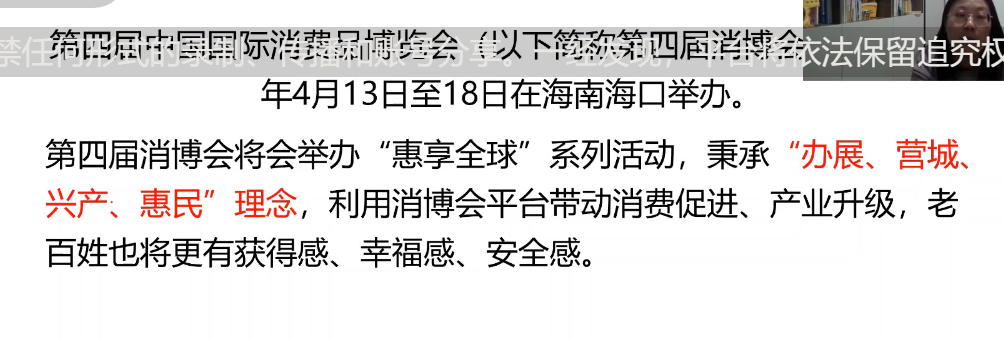 第四届中国国际消费品博览会（以下简称第四届消博会
禁任何形式的录制、传播和账号分享。一经发现，平台将依法保留追究权
年4月13日至18日在海南海口举办。
第四届消博会将会举办“惠享全球”系列活动，秉承“办展、营城、
兴产、惠民”理念，利用消博会平台带动消费促进、产业升级，老
百姓也将更有获得感、幸福感、安全感。